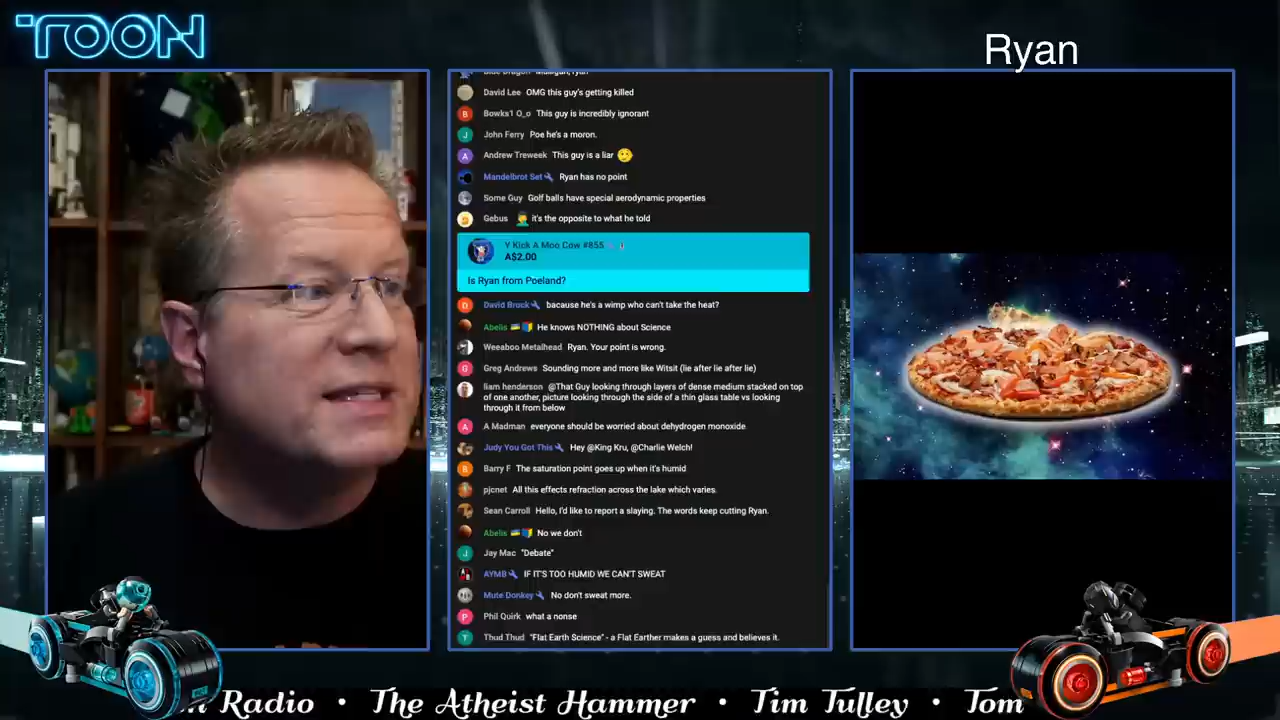 TOON
Ryan
David Lee OMG this guy's getting killed
Bowks1 O_o This guy is incredibly ignorant
John Ferry Poe he's a moron.
Andrew Treweek This guy is a liar
Mandelbrot Set Ryan has no point
Some Guy Golf balls have special aerodynamic properties
Gebus it's the opposite to what he told
Y Kick A Moo Cow #855
A$2.00
Is Ryan from Poeland?
David Brock bacause he's a wimp who can't take the heat?
Abelis He knows NOTHING about Science
Weeaboo Metalhead Ryan. Your point is wrong.
Greg Andrews Sounding more and more like Witsit (lie after lie after lie)
liam henderson @That Guy looking through layers of dense medium stacked on top
of one another, picture looking through the side of a thin glass table vs looking
through it from below
A Madman everyone should be worried about dehydrogen monoxide
Judy You Got This Hey @King Kru, @Charlie Welch!
Barry F The saturation point goes up when it's humid
pjcnet All this effects refraction across the lake which varies.
Sean Carroll Hello, I'd like to report a slaying. The words keep cutting Ryan.
Abelis No we don't
Jay Mac "Debate"
AYMB IF IT'S TOO HUMID WE CAN'T SWEAT
Mute Donkey No don't sweat more.
Phil Quirk what a nonse
Thud Thud "Flat Earth Science" - a Flat Earther makes a guess and believes it.
Radio • The Atheist Hammer • Tim Tulley • Tom